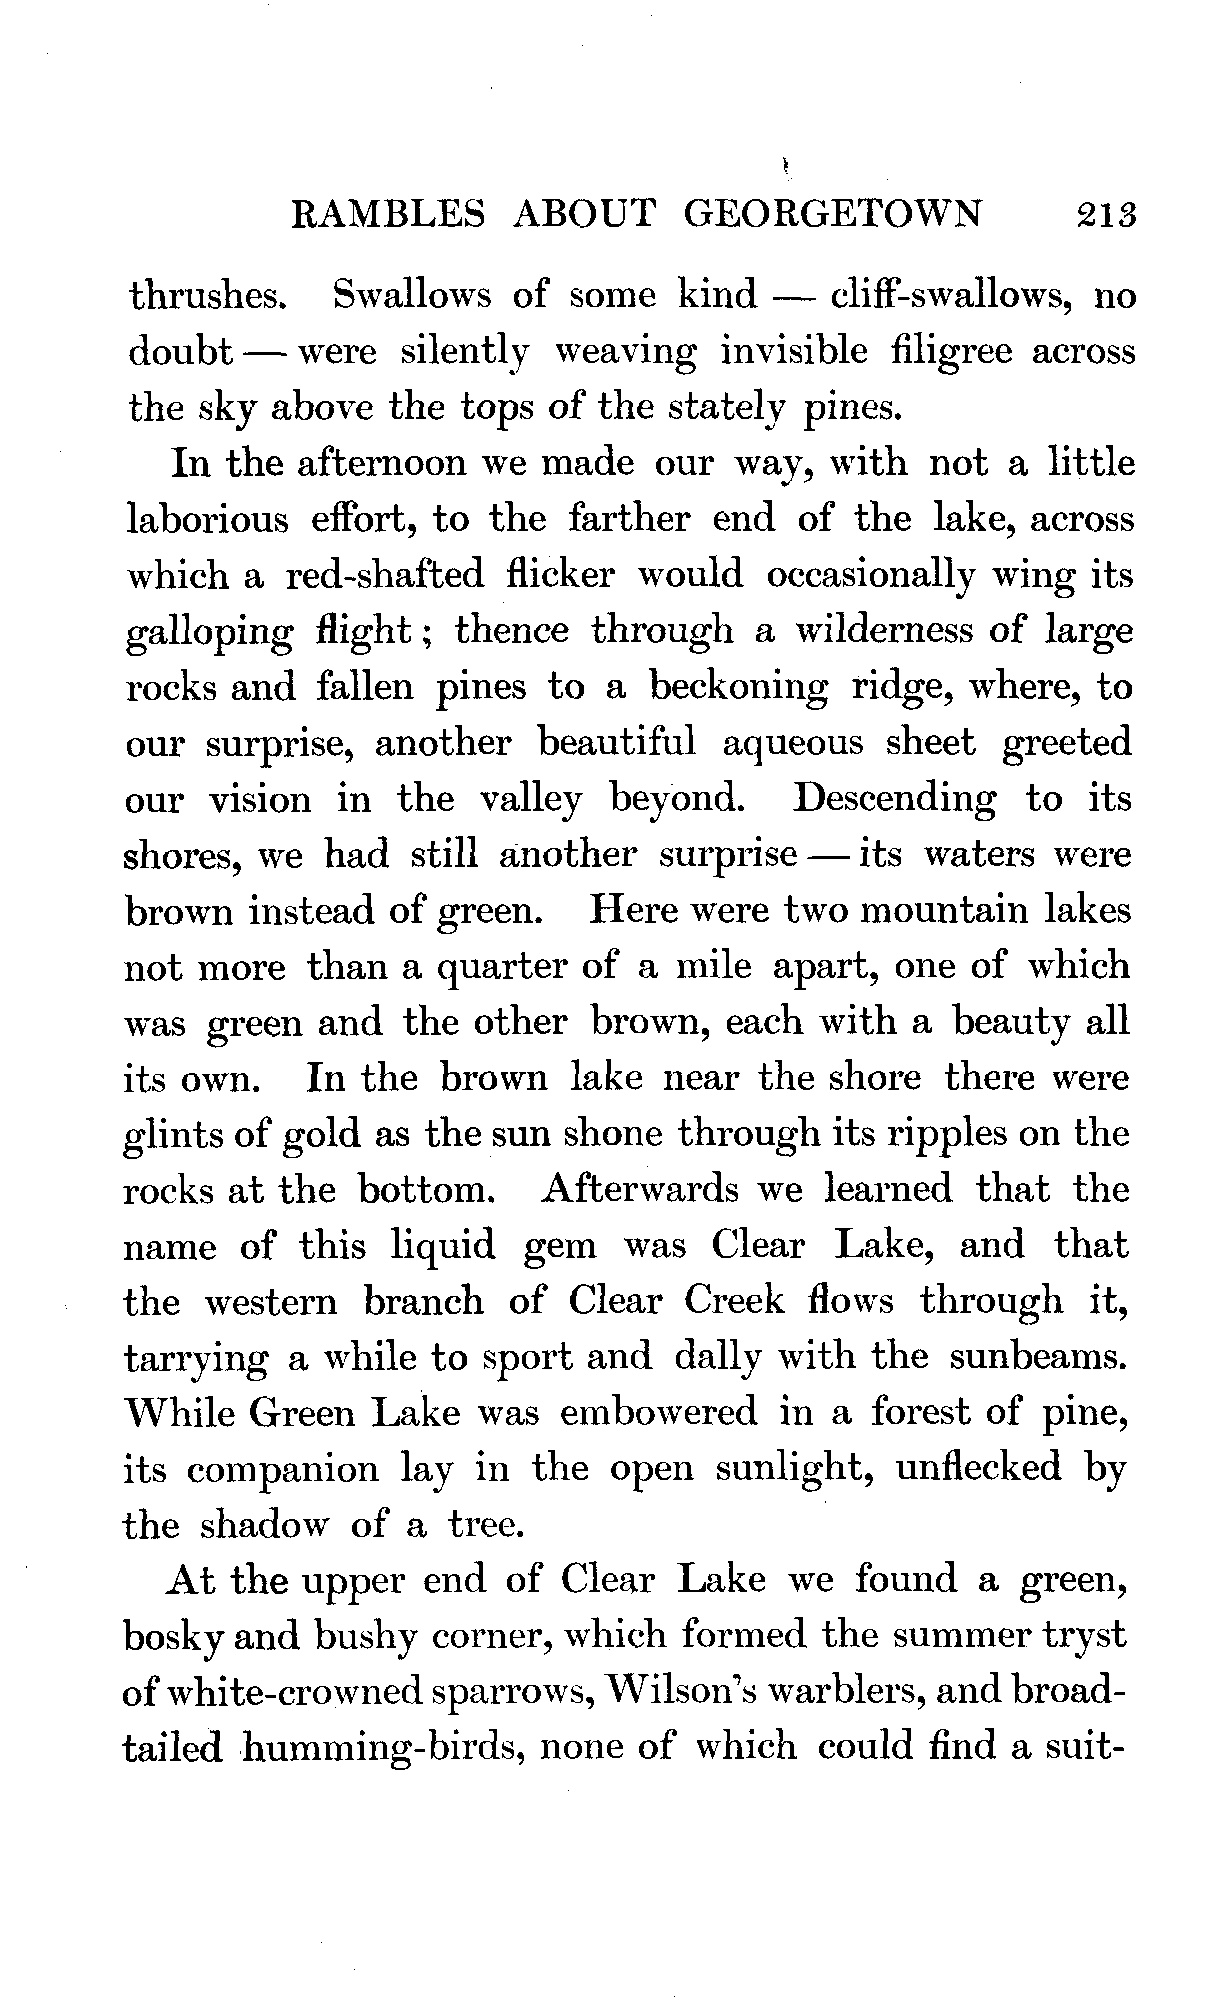 RAMBLES ABOUT GEORGETOWN 213
thrushes. Swallows of some kind — cliff-swallows, no
doubt — were silently weaving invisible filigree across
the sky above the tops of the stately pines.
In the afternoon we made our way, with not a little
laborious effort, to the farther end of the lake, across
which a red-shafted flicker would occasionally wing its
galloping flight; thence through a wilderness of large
rocks and fallen pines to a beckoning ridge, where, to
our surprise, another beautiful aqueous sheet greeted
our vision in the valley beyond. Descending to its
shores, we had still another surprise — its waters were
brown instead of green. Here were two mountain lakes
not more than a quarter of a mile apart, one of which
was green and the other brown, each with a beauty all
its own. In the brown lake near the shore there were
glints of gold as the sun shone through its ripples on the
rocks at the bottom. Afterwards we learned that the
name of this liquid gem was Clear Lake, and that
the western branch of Clear Creek flows through it,
tarrying a while to sport and dally with the sunbeams.
While Green Lake was embowered in a forest of pine,
its companion lay in the open sunlight, unflecked by
the shadow of a tree.
At the upper end of Clear Lake we found a green,
bosky and bushy corner, which formed the summer tryst
of white-crowned sparrows, Wilson's warblers, and broad-
tailed humming-birds, none of which could find a suit-